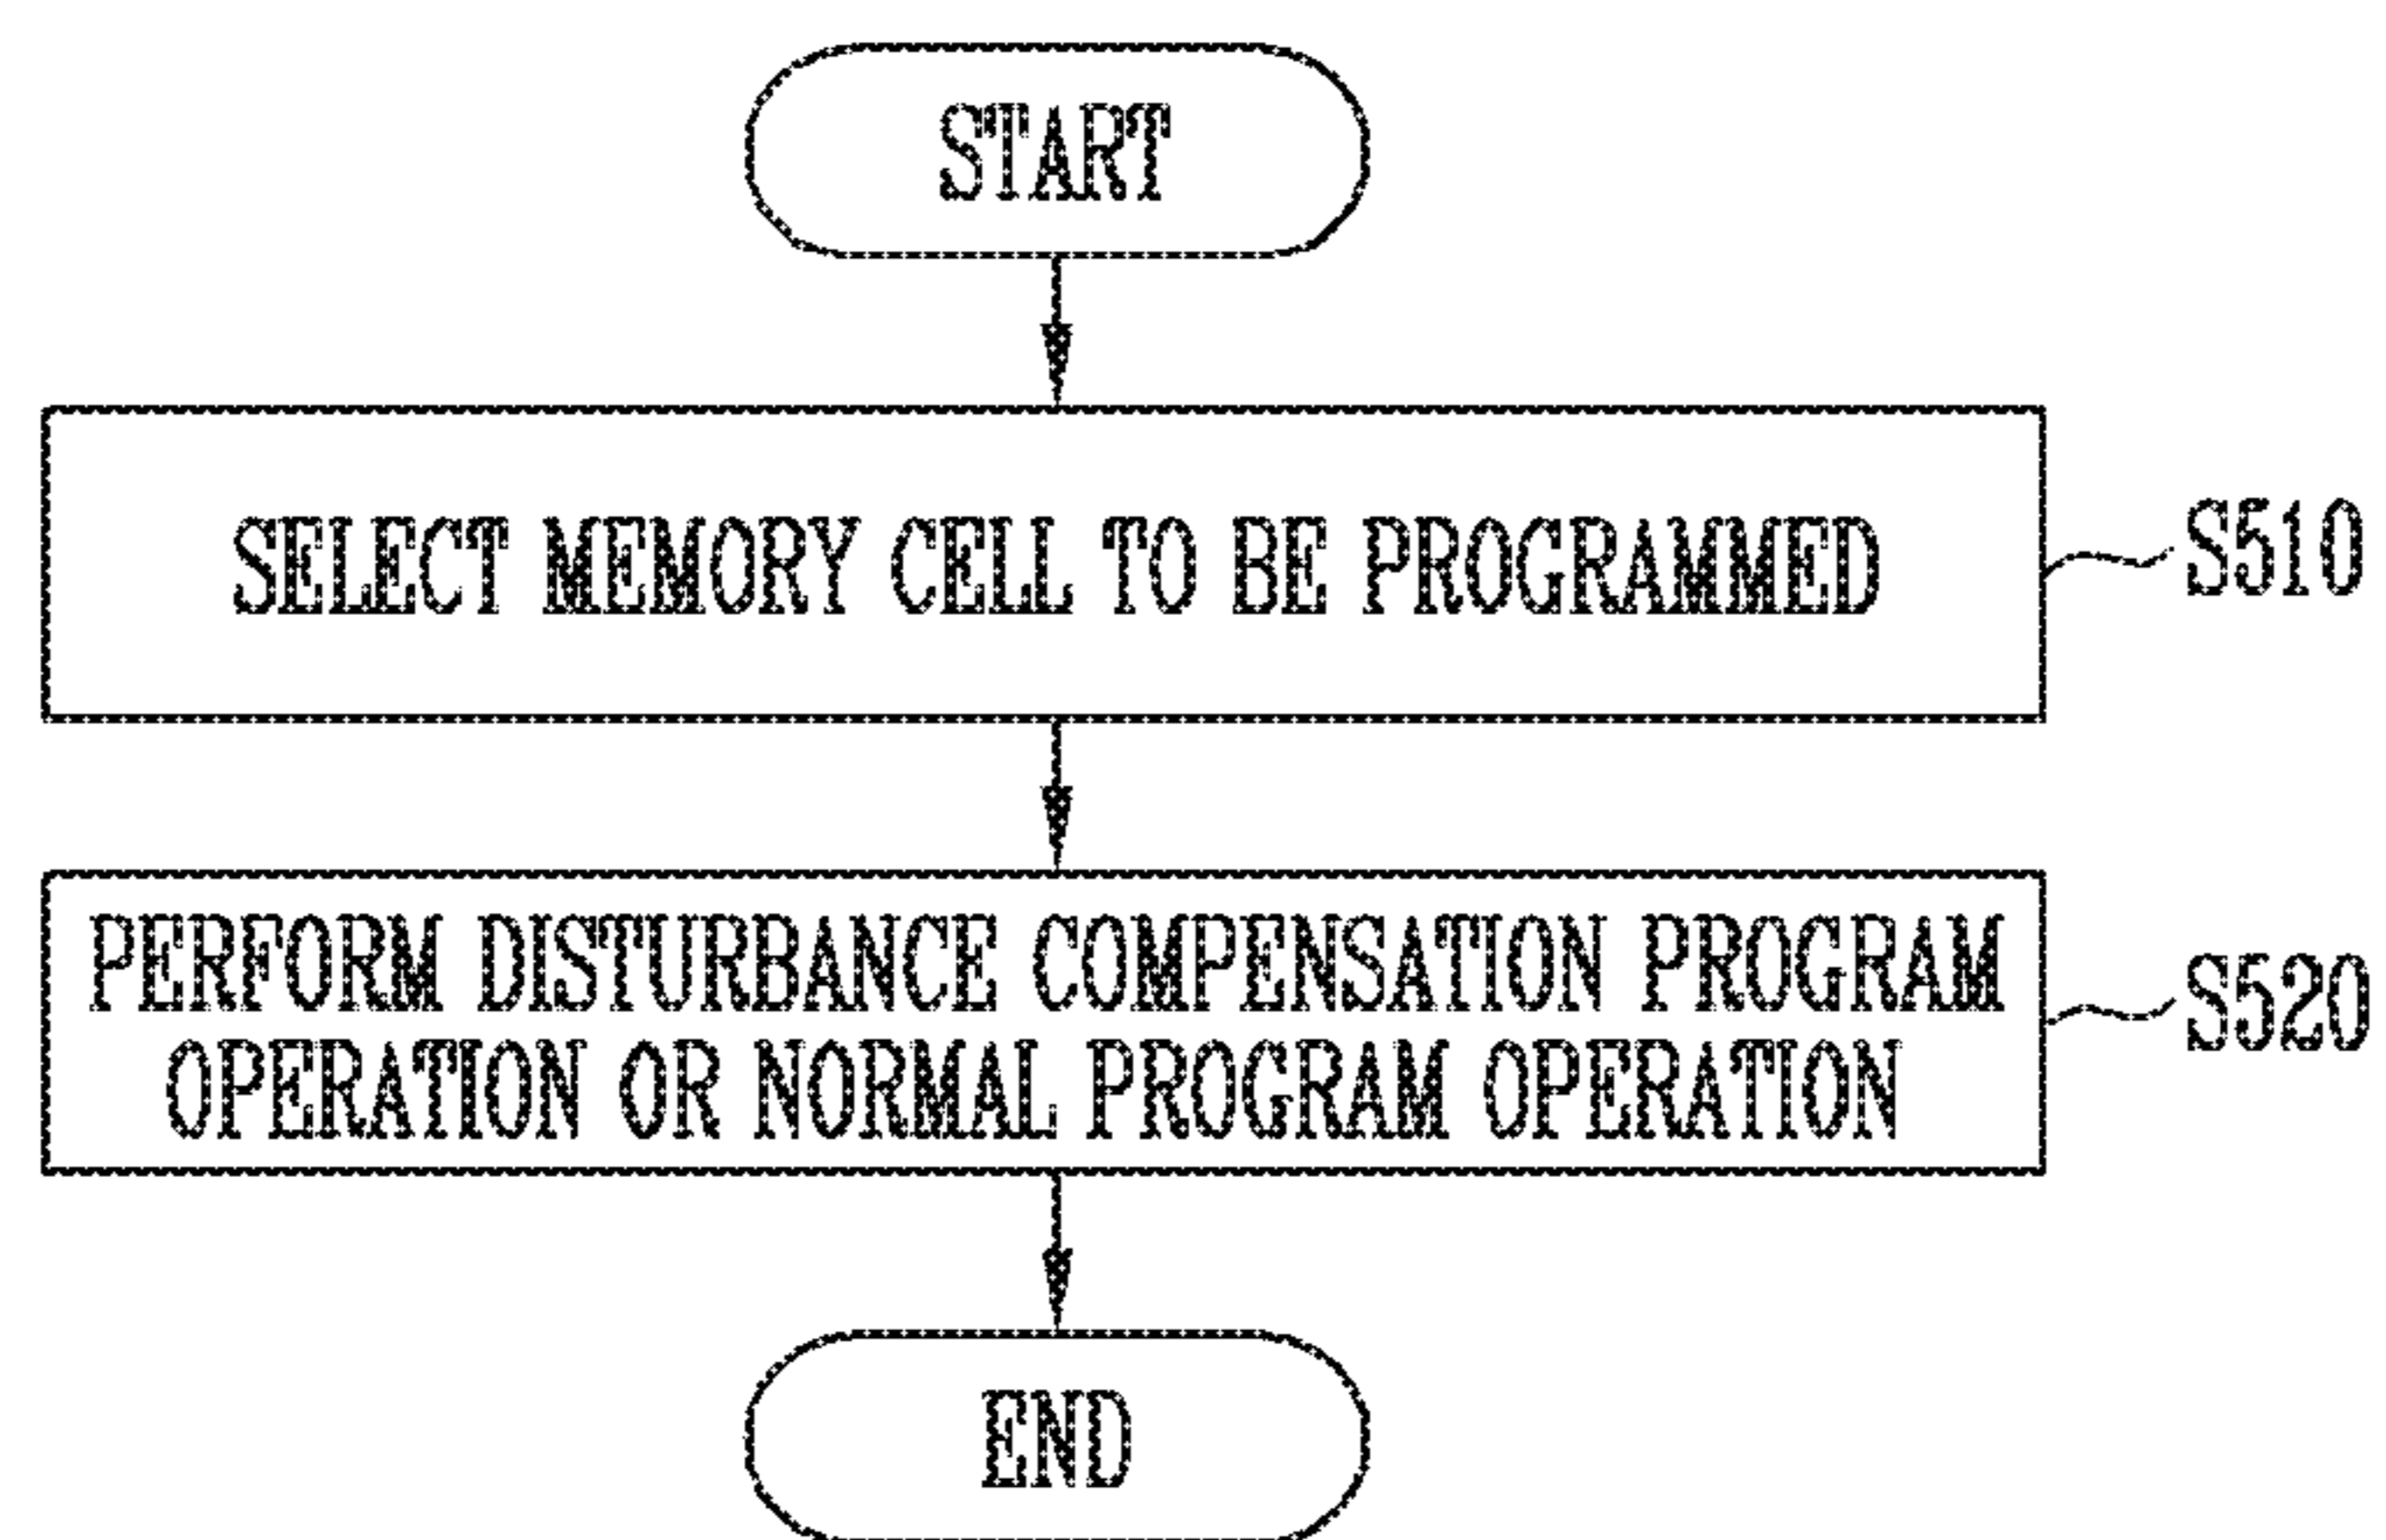 START
SELECT MEMORY CELL TO BE PROGRAMMED
S510
PERFORM DISTURBANCE COMPENSATION PROGRAM
OPERATION OR NORMAL PROGRAM OPERATION
S520
END